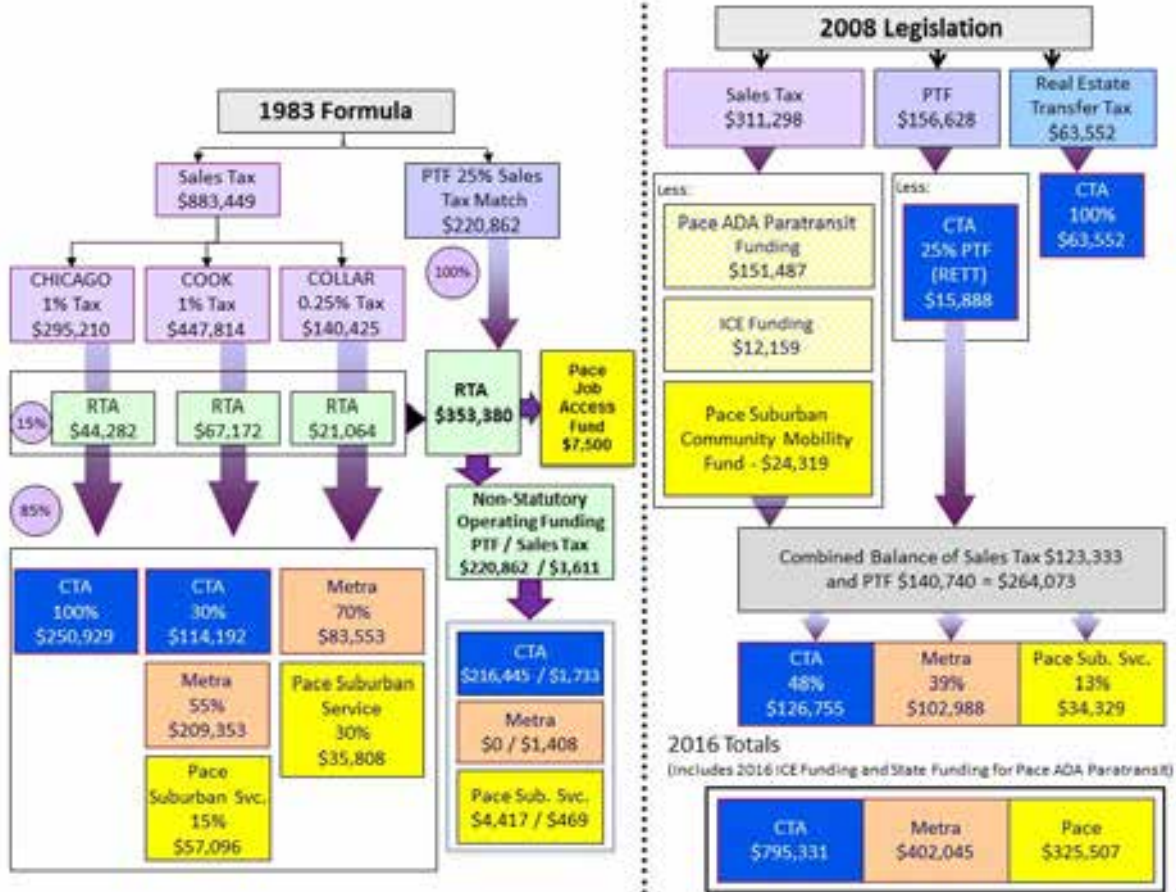 1983 Formula
Sales Tax
$883,449
PTF 25% Sales
Tax Match
$220,862
CHICAGO
1% Tax
$295,210
COOK
1% Tax
$447,814
COLLAR
0.25% Tax
$140,425
100%
15%
RTA
$44,282
RTA
$67,172
RTA
$21,064
RTA
$353,380
Pace
Job
Access
Fund
$7,500
85%
Non-Statutory
Operating Funding
PTF / Sales Tax
$220,862 / $3,611
CTA
100%
$250,929
CTA
30%
$114,192
Metra
55%
$209,353
Pace
Suburban Svc.
15%
$57,096
Metra
70%
$83,553
Pace Suburban
Service
30%
$35,808
CTA
$216,445 / $1,733
Metra
$0 / $1,408
Pace Sub. Svc.
$4,417 / $469
2008 Legislation
Sales Tax
$311,298
PTF
$156,628
Real Estate
Transfer Tax
$63,552
Less:
Pace ADA Paratransit
Funding
$151,487
ICE Funding
$12,159
Pace Suburban
Community Mobility
Fund - $24,319
Less:
CTA
25% PTF
(RETT)
$15,888
CTA
100%
$63,552
Combined Balance of Sales Tax $123,333
and PTF $140,740 = $264,073
CTA
48%
$126,755
Metra
39%
$102,988
Pace Sub. Svc.
13%
$34,329
2016 Totals
(Includes 2016 ICE Funding and State Funding for Pace ADA Paratransit)
CTA
$795,331
Metra
$402,045
Pace
$325,507